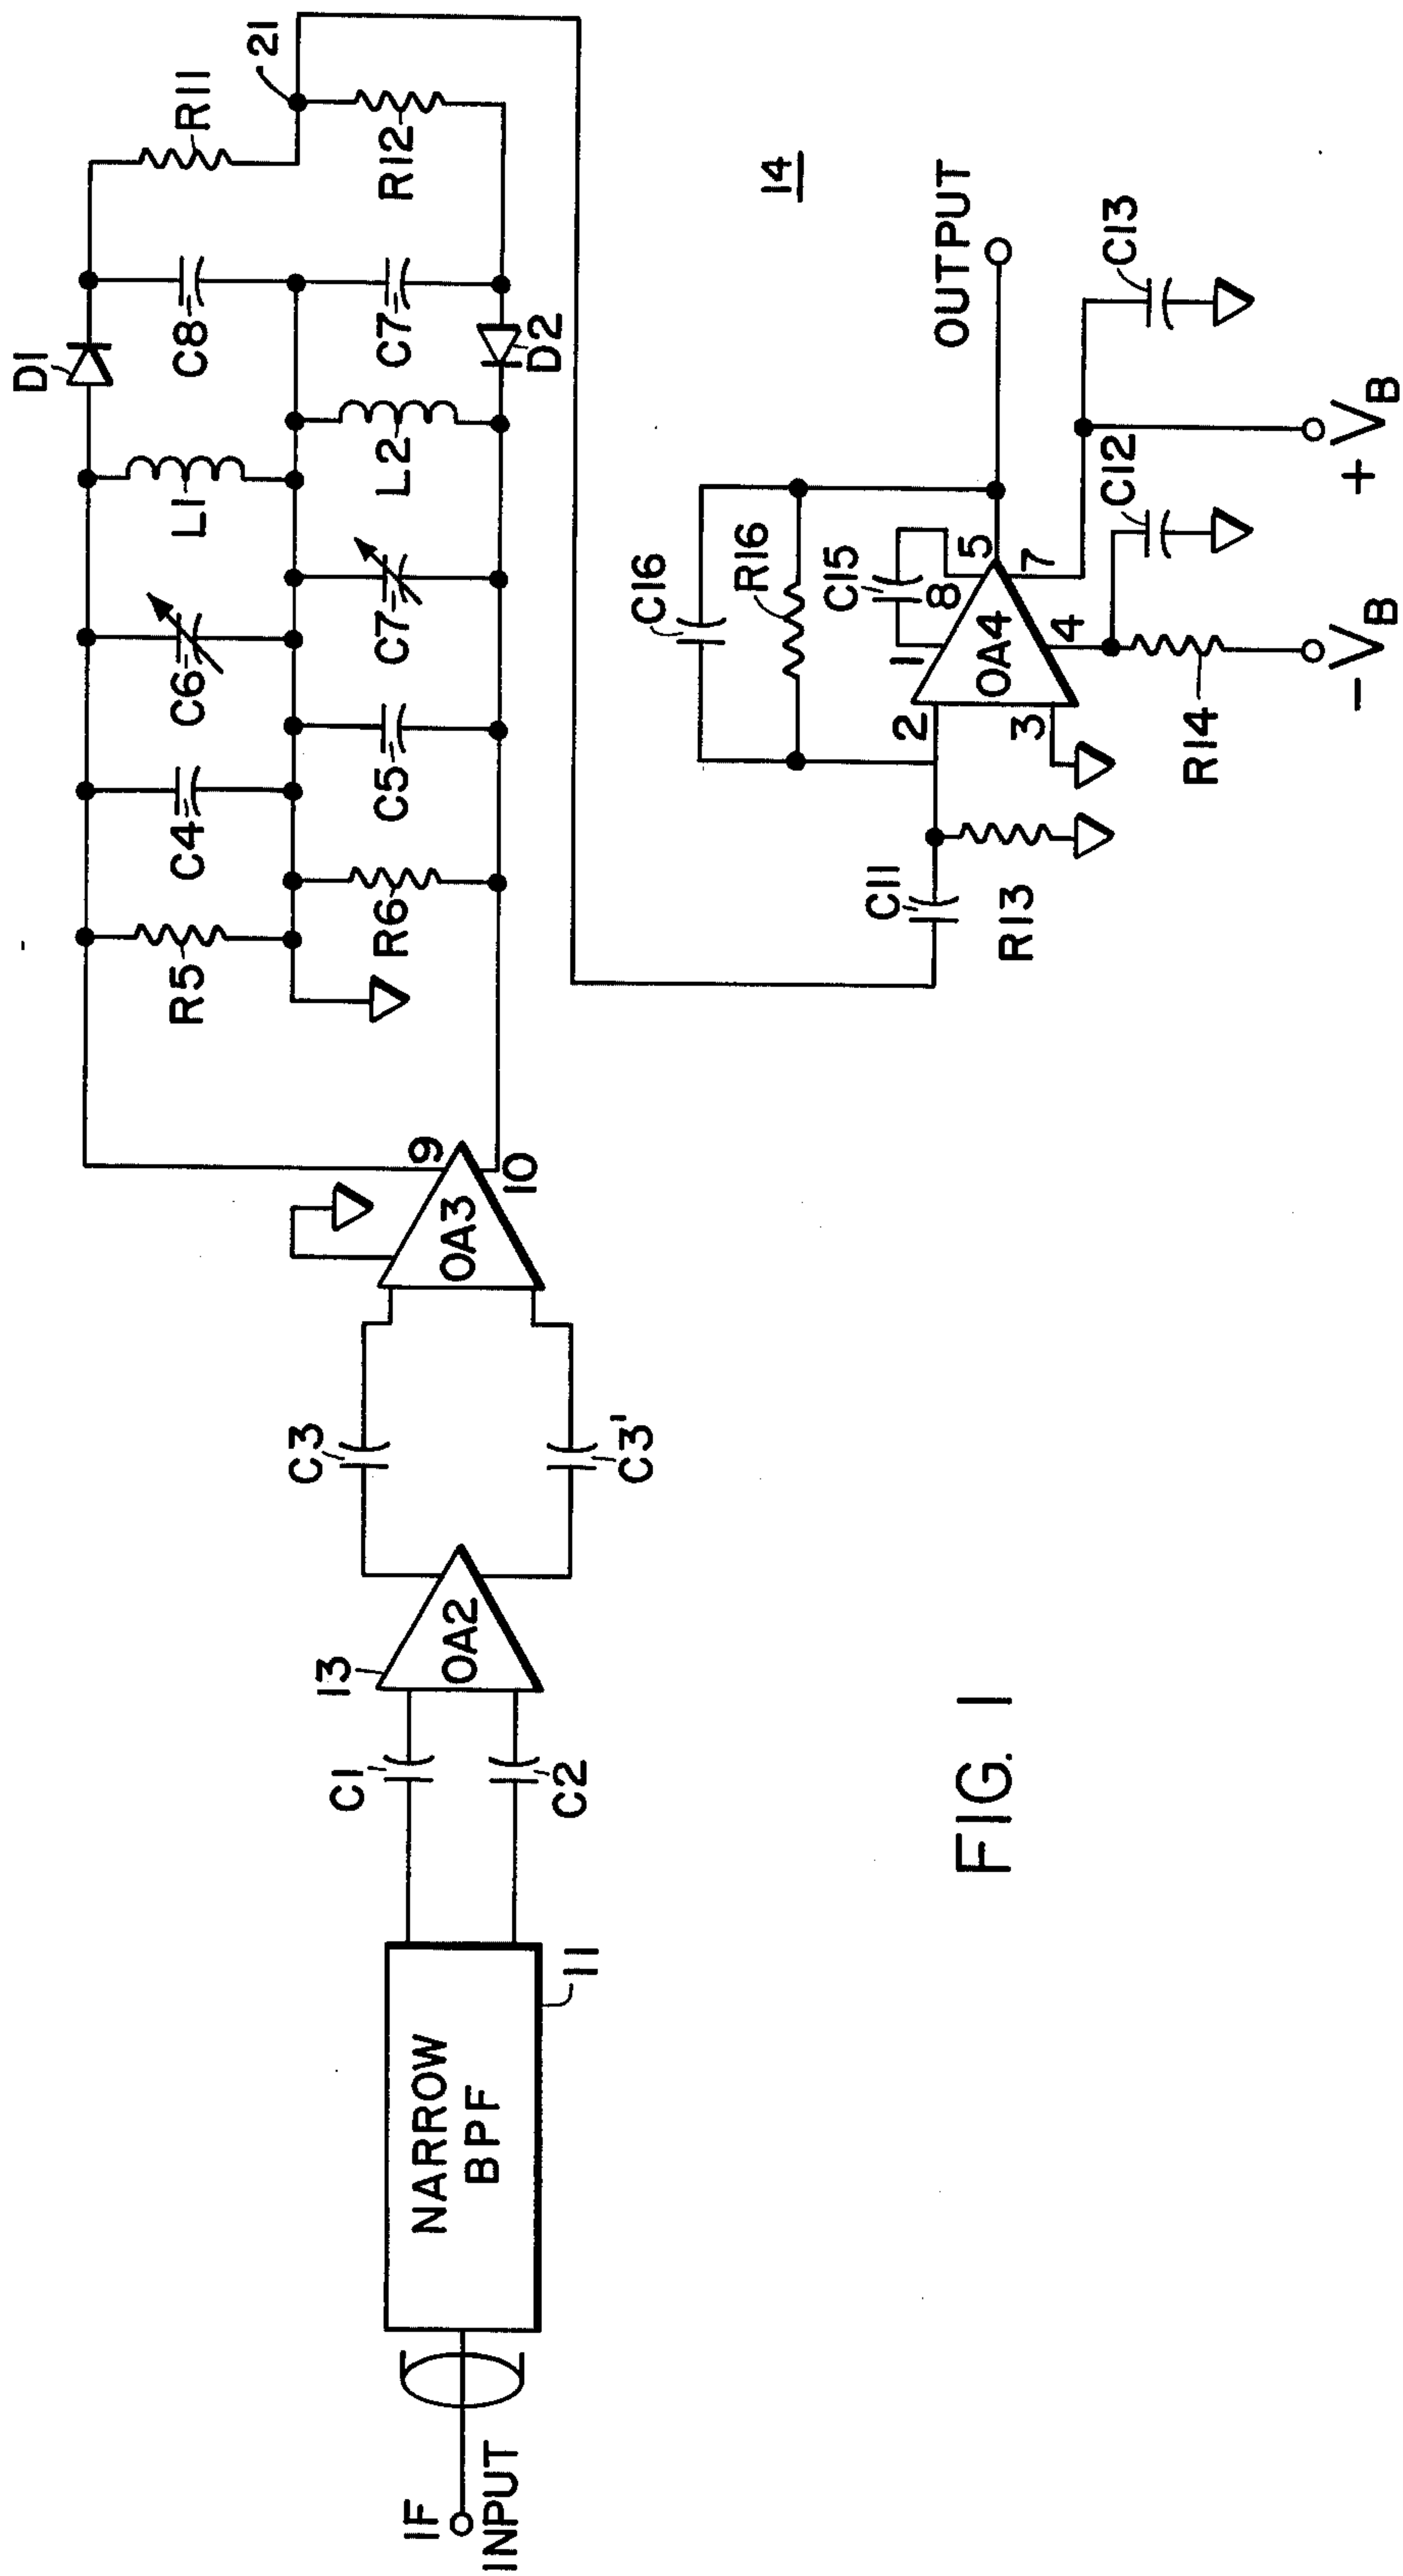 IF
INPUT
NARROW
BPF
11
C1
C2
13
OA2
C3
C3'
OA3
9
10
R5
R6
C4
C5
C6
C7
L1
L2
D1
D2
C8
C7
R11
R12
21
C11
R13
2
3
OA4
1
8
5
4
7
C15
C16
R16
R14
C12
C13
-VB
+VB
OUTPUT
14
FIG. 1